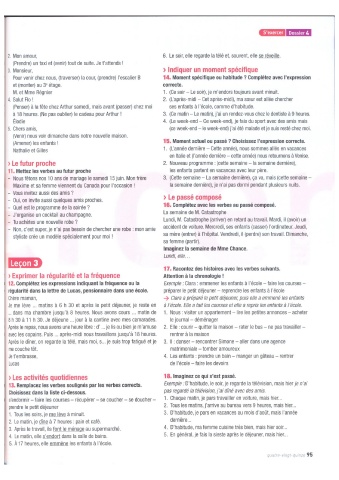 S'exercer | Dossier 4
2. Mon amour,
(Prendre) un taxi et (venir) tout de suite. Je t'attends !
3. Monsieur,
Pour venir chez nous, (traverser) la cour, (prendre) l'escalier B
et (monter) au 3e étage.
M. et Mme Rognier
4. Salut Flo !
(Penser) à la fête chez Arthur samedi, mais avant (passer) chez moi
à 18 heures. (Ne pas oublier) le cadeau pour Arthur !
Élodie
5. Chers amis,
(Venir) nous voir dimanche dans notre nouvelle maison.
(Amener) les enfants !
Nathalie et Gilles
› Le futur proche
11. Mettez les verbes au futur proche
– Nous fêtons nos 10 ans de mariage le samedi 15 juin. Mon frère
Maxime et sa femme viennent du Canada pour l'occasion !
– Vous invitez aussi des amis ?
– Oui, on invite aussi quelques amis proches.
– Quel est le programme de la soirée ?
– J'organise un cocktail au champagne.
– Tu achètes une nouvelle robe ?
– Non, c'est super, je n'ai pas besoin de chercher une robe : mon amie
styliste crée un modèle spécialement pour moi !
Leçon 3
› Exprimer la régularité et la fréquence
12. Complétez les expressions indiquant la fréquence ou la
régularité dans la lettre de Lucas, pensionnaire dans une école.
Chère maman,
Je me lève ... matins à 6 h 30 et après le petit déjeuner, je reste
... dans ma chambre jusqu'à 8 heures. Nous avons cours ... matin de
8 h 30 à 11 h 30. Je déjeune ... jour à la cantine avec mes camarades.
Après le repas, nous avons une heure libre : ... je lis ou bien je m'amuse
avec les copains. Puis ... après-midi nous travaillons jusqu'à 18 heures.
Après le dîner, on regarde la télé, mais moi, ... je suis trop fatigué et je
me couche tôt.
Je t'embrasse,
Lucas
› Les activités quotidiennes
13. Remplacez les verbes soulignés par les verbes corrects.
Choisissez dans la liste ci-dessous.
– faire les courses – récupérer – se coucher – se doucher –
prendre le petit déjeuner
1. Tous les soirs, je me lève à minuit.
2. Le matin, je dîne à 7 heures : pain et café.
3. Après le travail, ils font le ménage au supermarché.
4. Le matin, elle s'endort dans la salle de bains.
5. À 17 heures, elle amène les enfants à l'école.
6. Le soir, elle regarde la télé et, souvent, elle se réveille.
› Indiquer un moment spécifique
14. Moment spécifique ou habitude ? Complétez avec l'expression
correcte.
1. (Ce soir – Le soir), je m'endors toujours avant minuit.
2. (L'après-midi – Cet après-midi), ma sœur est allée chercher
ses enfants à l'école, comme d'habitude.
3. (Ce matin – Le matin), j'ai un rendez-vous chez le dentiste à 9 heures.
4. (Le week-end – Ce week-end), je fais du sport avec des amis mais
(ce week-end – le week-end) j'ai été malade et je suis resté chez moi.
15. Moment actuel ou passé ? Choisissez l'expression correcte.
1. (L'année dernière – Cette année), nous sommes allés en vacances
en Italie et (l'année dernière – cette année) nous retournons à Venise.
2. Nouveau programme : (cette semaine – la semaine dernière),
les enfants partent en vacances avec leur père.
3. (Cette semaine – La semaine dernière), ça va, mais (cette semaine –
la semaine dernière), je n'ai pas dormi pendant plusieurs nuits.
› Le passé composé
16. Complétez avec les verbes au passé composé.
La semaine de M. Catastrophe
Lundi, M. Catastrophe (arriver) en retard au travail. Mardi, il (avoir) un
accident de voiture. Mercredi, ses enfants (casser) l'ordinateur. Jeudi,
sa mère (entrer) à l'hôpital. Vendredi, il (perdre) son travail. Dimanche,
sa femme (partir).
Imaginez la semaine de Mme Chance.
Lundi, elle...
17. Racontez des histoires avec les verbes suivants.
Attention à la chronologie !
Exemple : Clara : emmener les enfants à l'école – faire les courses –
préparer le petit déjeuner – reprendre les enfants à l'école
→ Clara a préparé le petit déjeuner, puis elle a emmené les enfants
à l'école. Elle a fait les courses et elle a repris les enfants à l'école.
1. Nous : visiter un appartement – lire les petites annonces – acheter
le journal – déménager
2. Elle : courir – quitter la maison – rater le bus – ne pas travailler –
rentrer à la maison
3. Il : danser – rencontrer Simone – aller dans une agence
matrimoniale – tomber amoureux
4. Les enfants : prendre un bain – manger un gâteau – rentrer
de l'école – faire les devoirs
18. Imaginez ce qui s'est passé.
Exemple : D'habitude, le soir, je regarde la télévision, mais hier je n'ai
pas regardé la télévision, j'ai dîné avec des amis.
1. Chaque matin, je pars travailler en voiture, mais hier...
2. Tous les matins, j'arrive au bureau vers 9 heures, mais hier...
3. D'habitude, je pars en vacances au mois d'août, mais l'année
dernière...
4. D'habitude, ma femme cuisine très bien, mais hier soir...
5. En général, je fais la sieste après le déjeuner, mais hier...
quatre-vingt-quinze 95